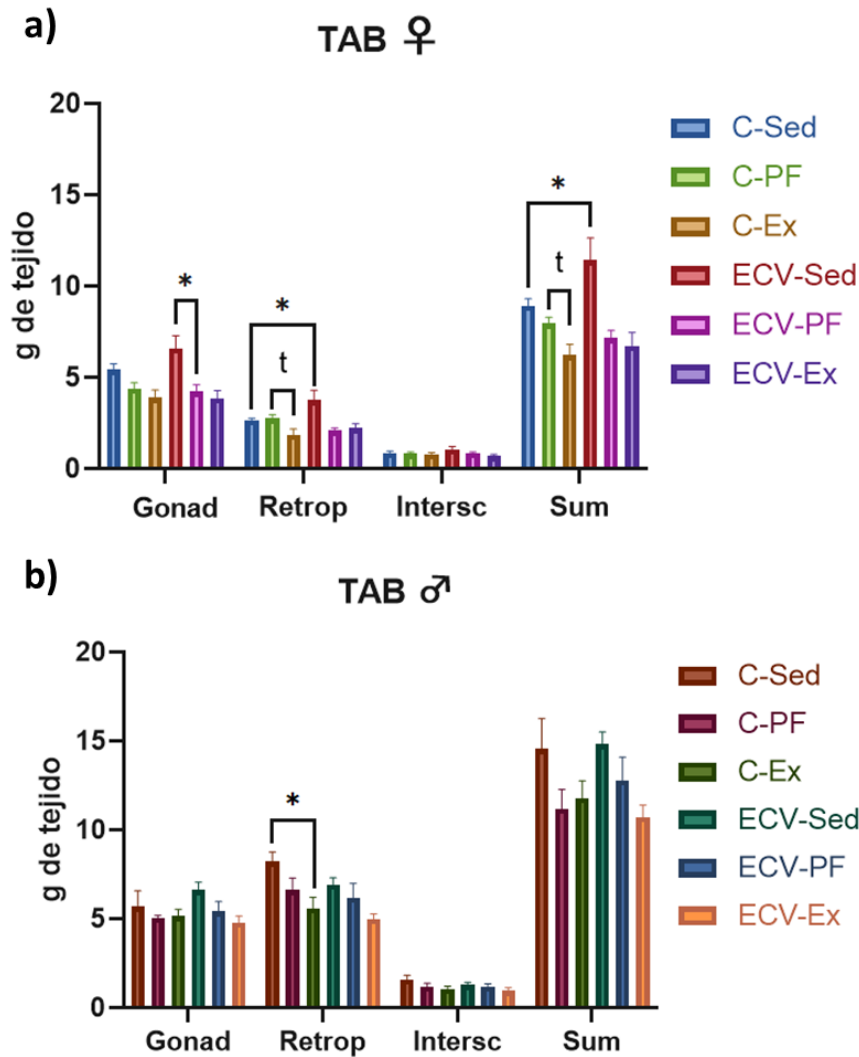 a)
TAB ♀
g de tejido
20
15
10
5
0
*
*
t
*
t
Gonad
Retrop
Intersc
Sum
C-Sed
C-PF
C-Ex
ECV-Sed
ECV-PF
ECV-Ex
b)
TAB ♂
g de tejido
20
15
10
5
0
*
Gonad
Retrop
Intersc
Sum
C-Sed
C-PF
C-Ex
ECV-Sed
ECV-PF
ECV-Ex